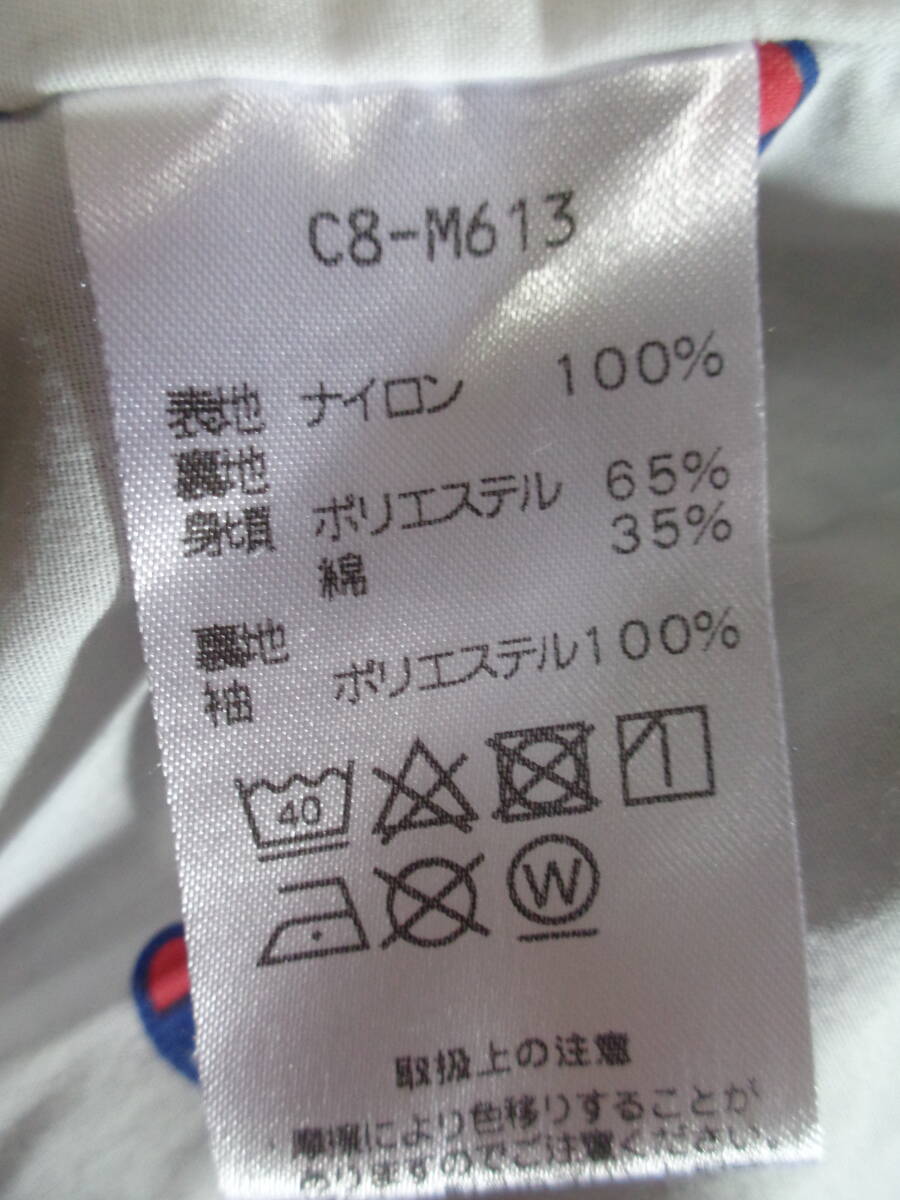 C8-M613
表地 ナイロン 100%
裏地
身頃 ポリエステル 65%
綿 35%
裏地
袖 ポリエステル100%
40
W
取扱上の注意
摩擦により色移りすることが
ありますのでご注意ください。